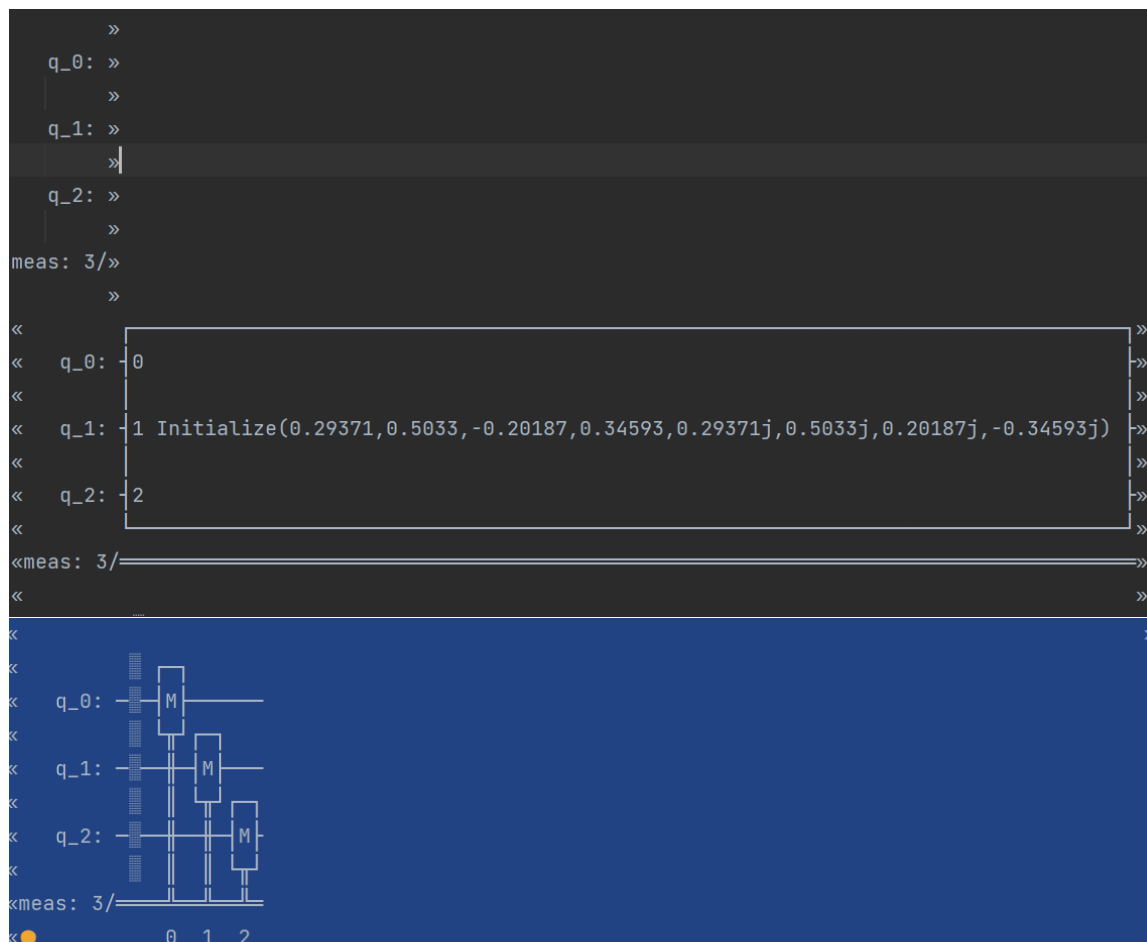 »
q_0: »
»
q_1: »
»
q_2: »
»
meas: 3/»
»
« »
« q_0: 0 »
« »
« q_1: 1 Initialize(0.29371,0.5033,-0.20187,0.34593,0.29371j,0.5033j,0.20187j,-0.34593j) »
« »
« q_2: 2 »
« »
«meas: 3/ »
« »
«
«
« q_0: M
«
« q_1: M
«
« q_2: M
«
«meas: 3/
« 0 1 2